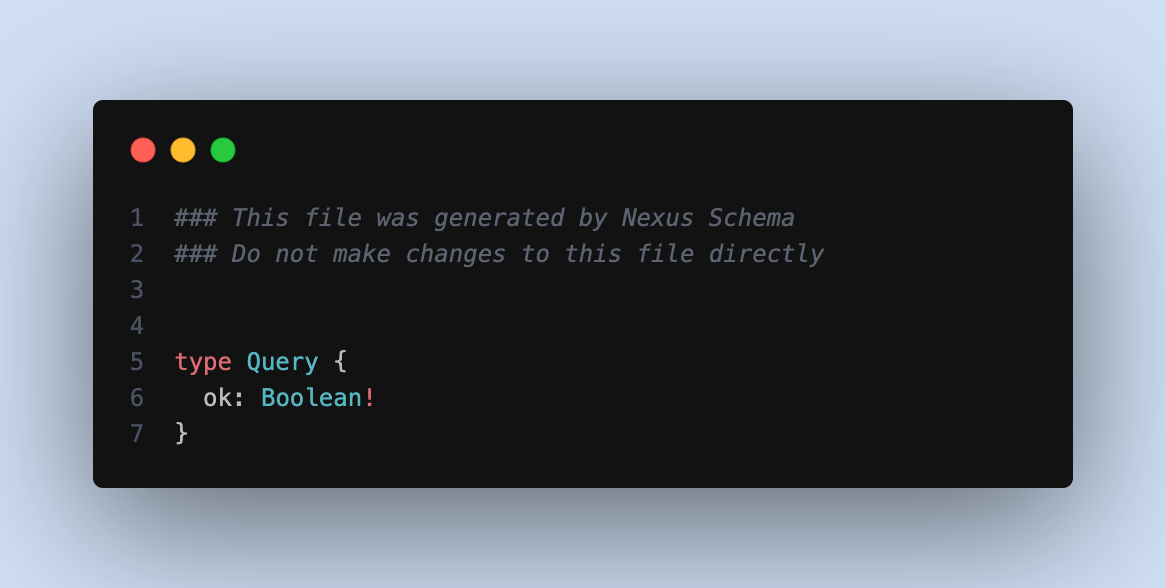 1 ### This file was generated by Nexus Schema
2 ### Do not make changes to this file directly
3
4
5 type Query {
6   ok: Boolean!
7 }